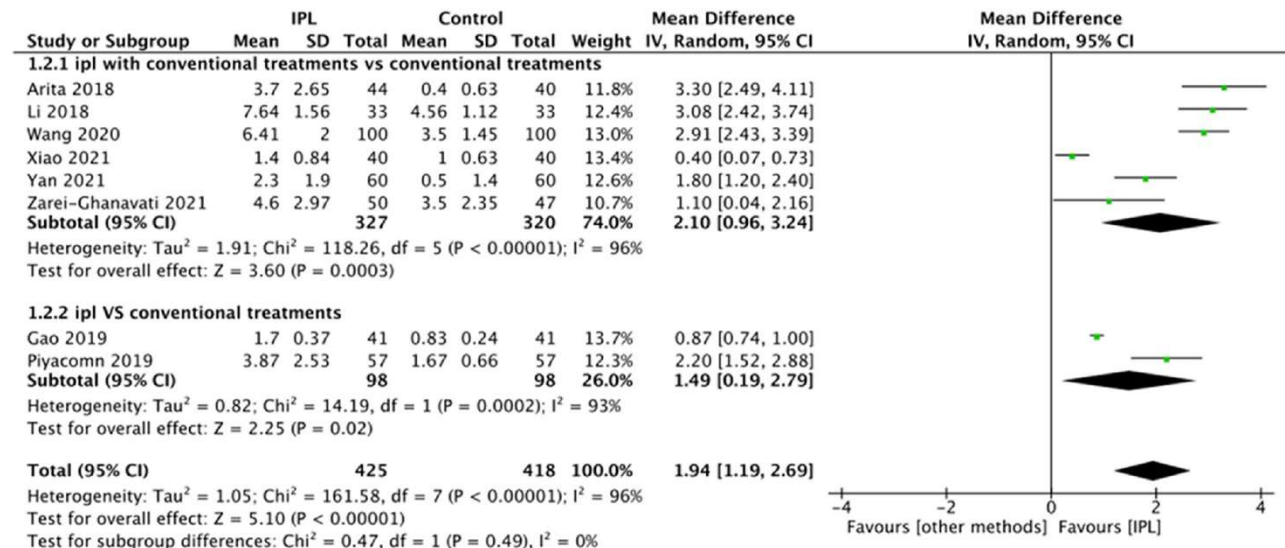 IPL Control Mean Difference Mean Difference
Study or Subgroup Mean SD Total Mean SD Total Weight IV, Random, 95% CI IV, Random, 95% CI
1.2.1 ipl with conventional treatments vs conventional treatments
Arita 2018 3.7 2.65 44 0.4 0.63 40 11.8% 3.30 [2.49, 4.11]
Li 2018 7.64 1.56 33 4.56 1.12 33 12.4% 3.08 [2.42, 3.74]
Wang 2020 6.41 2 100 3.5 1.45 100 13.0% 2.91 [2.43, 3.39]
Xiao 2021 1.4 0.84 40 1 0.63 40 13.4% 0.40 [0.07, 0.73]
Yan 2021 2.3 1.9 60 0.5 1.4 60 12.6% 1.80 [1.20, 2.40]
Zarei-Ghanavati 2021 4.6 2.97 50 3.5 2.35 47 10.7% 1.10 [0.04, 2.16]
Subtotal (95% CI) 327 320 74.0% 2.10 [0.96, 3.24]
Heterogeneity: Tau² = 1.91; Chi² = 118.26, df = 5 (P < 0.00001); I² = 96%
Test for overall effect: Z = 3.60 (P = 0.0003)
1.2.2 ipl VS conventional treatments
Gao 2019 1.7 0.37 41 0.83 0.24 41 13.7% 0.87 [0.74, 1.00]
Piyacomn 2019 3.87 2.53 57 1.67 0.66 57 12.3% 2.20 [1.52, 2.88]
Subtotal (95% CI) 98 98 26.0% 1.49 [0.19, 2.79]
Heterogeneity: Tau² = 0.82; Chi² = 14.19, df = 1 (P = 0.0002); I² = 93%
Test for overall effect: Z = 2.25 (P = 0.02)
Total (95% CI) 425 418 100.0% 1.94 [1.19, 2.69]
Heterogeneity: Tau² = 1.05; Chi² = 161.58, df = 7 (P < 0.00001); I² = 96%
Test for overall effect: Z = 5.10 (P < 0.00001)
Test for subgroup differences: Chi² = 0.47, df = 1 (P = 0.49), I² = 0%
-4 -2 0 2 4
Favours [other methods] Favours [IPL]